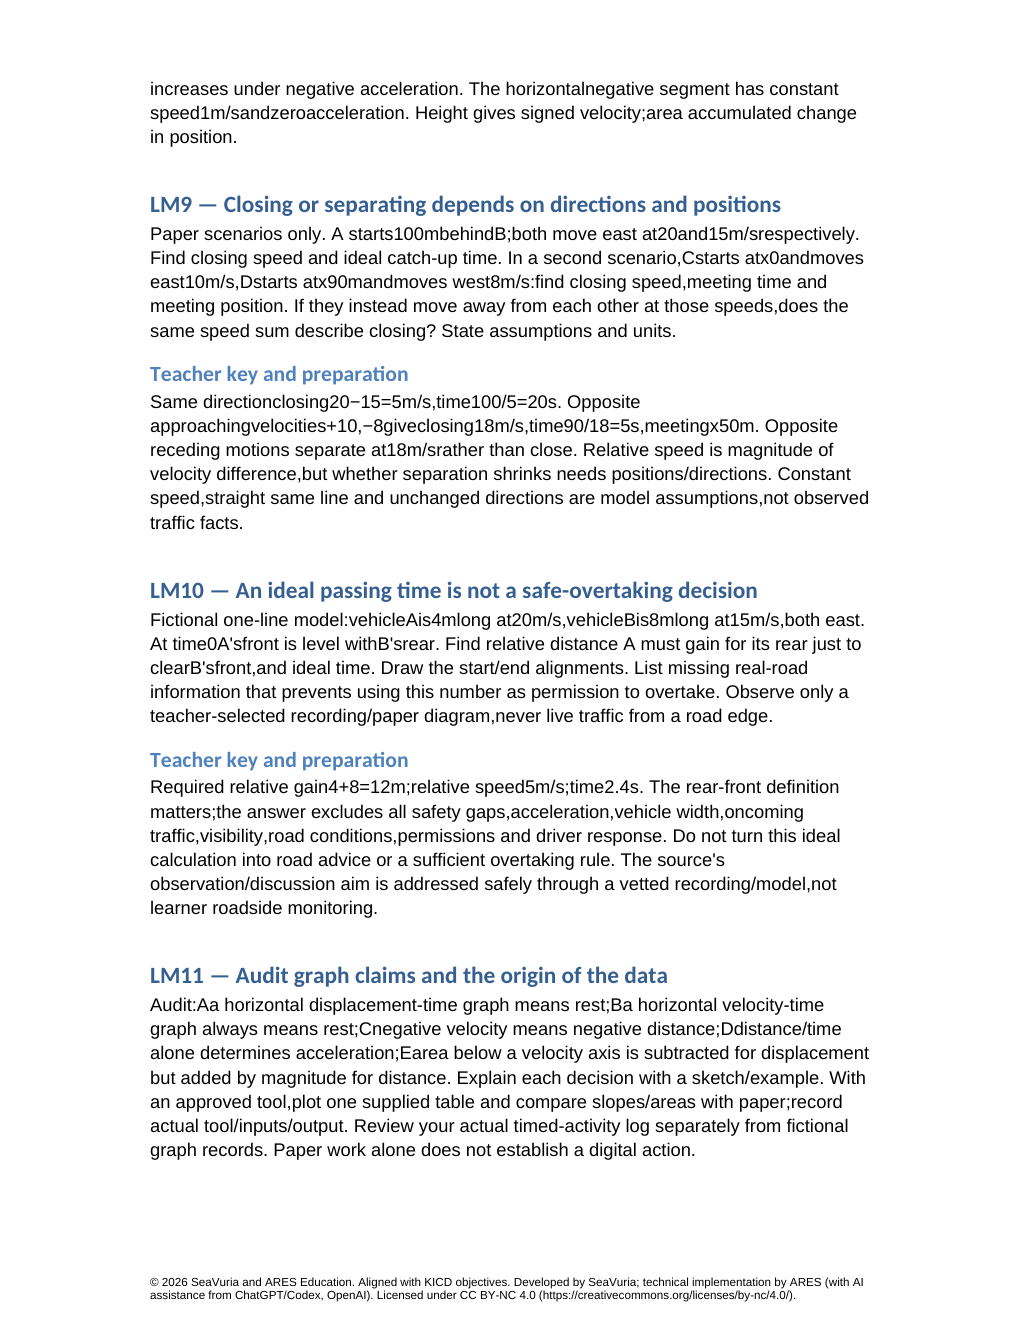 increases under negative acceleration. The horizontalnegative segment has constant
speed1m/sandzeroacceleration. Height gives signed velocity;area accumulated change
in position.
LM9 — Closing or separating depends on directions and positions
Paper scenarios only. A starts100mbehindB;both move east at20and15m/srespectively.
Find closing speed and ideal catch-up time. In a second scenario,Cstarts atx0andmoves
east10m/s,Dstarts atx90mandmoves west8m/s:find closing speed,meeting time and
meeting position. If they instead move away from each other at those speeds,does the
same speed sum describe closing? State assumptions and units.
Teacher key and preparation
Same directionclosing20−15=5m/s,time100/5=20s. Opposite
approachingvelocities+10,−8giveclosing18m/s,time90/18=5s,meetingx50m. Opposite
receding motions separate at18m/srather than close. Relative speed is magnitude of
velocity difference,but whether separation shrinks needs positions/directions. Constant
speed,straight same line and unchanged directions are model assumptions,not observed
traffic facts.
LM10 — An ideal passing time is not a safe-overtaking decision
Fictional one-line model:vehicleAis4mlong at20m/s,vehicleBis8mlong at15m/s,both east.
At time0A'sfront is level withB'srear. Find relative distance A must gain for its rear just to
clearB'sfront,and ideal time. Draw the start/end alignments. List missing real-road
information that prevents using this number as permission to overtake. Observe only a
teacher-selected recording/paper diagram,never live traffic from a road edge.
Teacher key and preparation
Required relative gain4+8=12m;relative speed5m/s;time2.4s. The rear-front definition
matters;the answer excludes all safety gaps,acceleration,vehicle width,oncoming
traffic,visibility,road conditions,permissions and driver response. Do not turn this ideal
calculation into road advice or a sufficient overtaking rule. The source's
observation/discussion aim is addressed safely through a vetted recording/model,not
learner roadside monitoring.
LM11 — Audit graph claims and the origin of the data
Audit:Aa horizontal displacement-time graph means rest;Ba horizontal velocity-time
graph always means rest;Cnegative velocity means negative distance;Ddistance/time
alone determines acceleration;Earea below a velocity axis is subtracted for displacement
but added by magnitude for distance. Explain each decision with a sketch/example. With
an approved tool,plot one supplied table and compare slopes/areas with paper;record
actual tool/inputs/output. Review your actual timed-activity log separately from fictional
graph records. Paper work alone does not establish a digital action.
© 2026 SeaVuria and ARES Education. Aligned with KICD objectives. Developed by SeaVuria; technical implementation by ARES (with AI
assistance from ChatGPT/Codex, OpenAI). Licensed under CC BY-NC 4.0 (https://creativecommons.org/licenses/by-nc/4.0/).